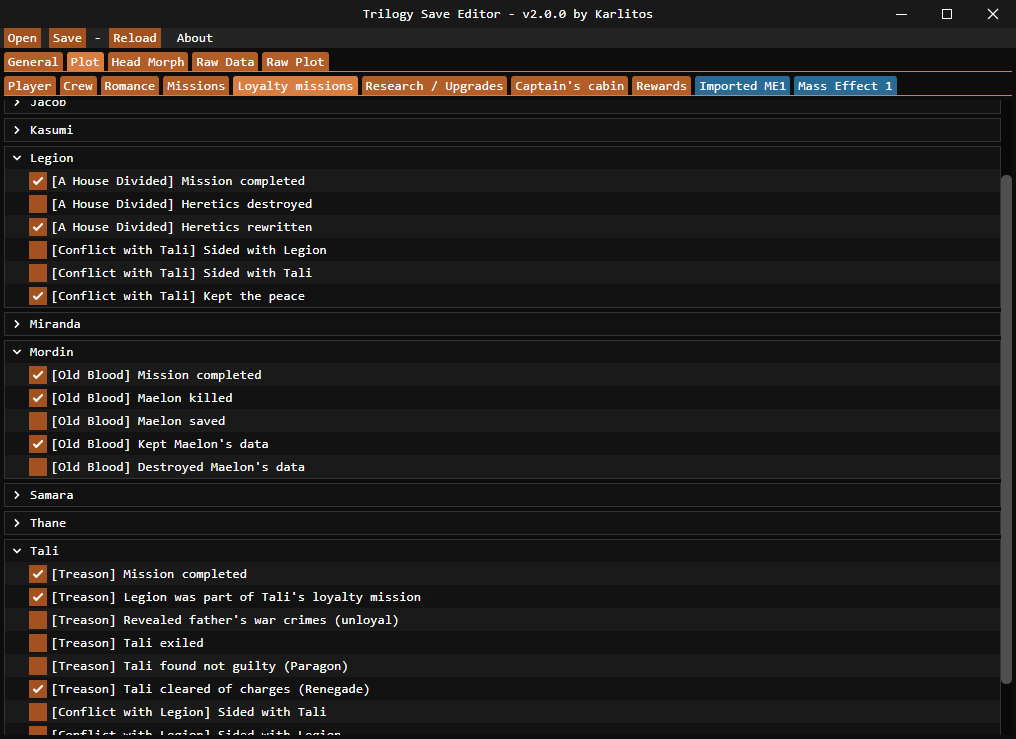 Trilogy Save Editor - v2.0.0 by Karlitos
Open Save - Reload About
General Plot Head Morph Raw Data Raw Plot
Player Crew Romance Missions Loyalty missions Research / Upgrades Captain's cabin Rewards Imported ME1 Mass Effect 1
Jacob
Kasumi
Legion
[A House Divided] Mission completed
[A House Divided] Heretics destroyed
[A House Divided] Heretics rewritten
[Conflict with Tali] Sided with Legion
[Conflict with Tali] Sided with Tali
[Conflict with Tali] Kept the peace
Miranda
Mordin
[Old Blood] Mission completed
[Old Blood] Maelon killed
[Old Blood] Maelon saved
[Old Blood] Kept Maelon's data
[Old Blood] Destroyed Maelon's data
Samara
Thane
Tali
[Treason] Mission completed
[Treason] Legion was part of Tali's loyalty mission
[Treason] Revealed father's war crimes (unloyal)
[Treason] Tali exiled
[Treason] Tali found not guilty (Paragon)
[Treason] Tali cleared of charges (Renegade)
[Conflict with Legion] Sided with Tali
[Conflict with Legion] Sided with Legion